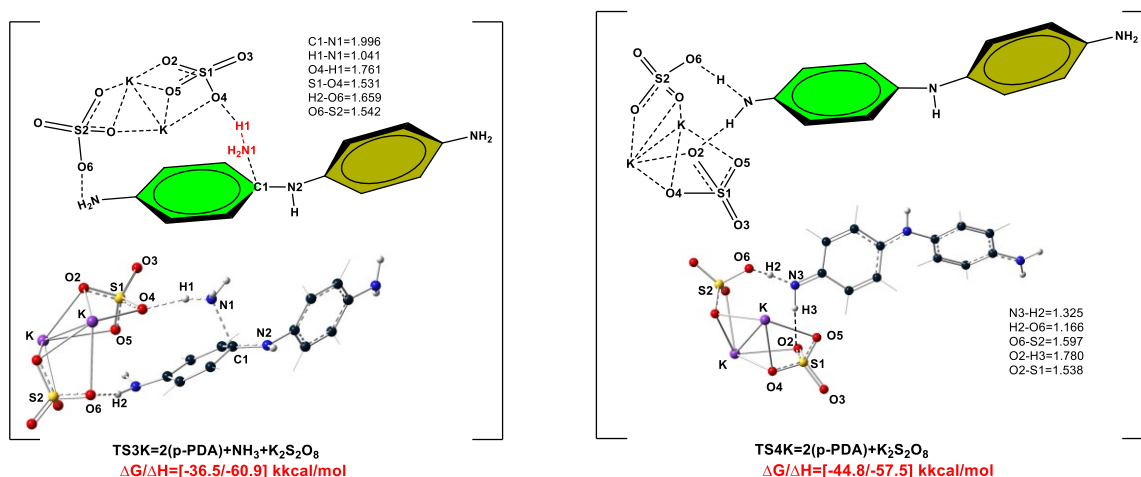 O2
O3
K
S1
O5
O
O4
O
S2
O
K
O6
H1
H₂N1
H₂N
C1
N2
H
NH₂
C1-N1=1.996
H1-N1=1.041
O4-H1=1.761
S1-O4=1.531
H2-O6=1.659
O6-S2=1.542
O3
O2
S1
O4
H1
K
N1
K
O5
N2
C1
S2
O6
H2
TS3K=2(p-PDA)+NH₃+K₂S₂O₈
ΔG/ΔH=[-36.5/-60.9] kkcal/mol
NH₂
O6
S2
H
O
N
O
H
N
H
K
K
O2
O5
O4
S1
O3
O6
H2
N3
S2
H3
K
O5
O2
K
S1
O4
O3
N3-H2=1.325
H2-O6=1.166
O6-S2=1.597
O2-H3=1.780
O2-S1=1.538
TS4K=2(p-PDA)+K₂S₂O₈
ΔG/ΔH=[-44.8/-57.5] kkcal/mol